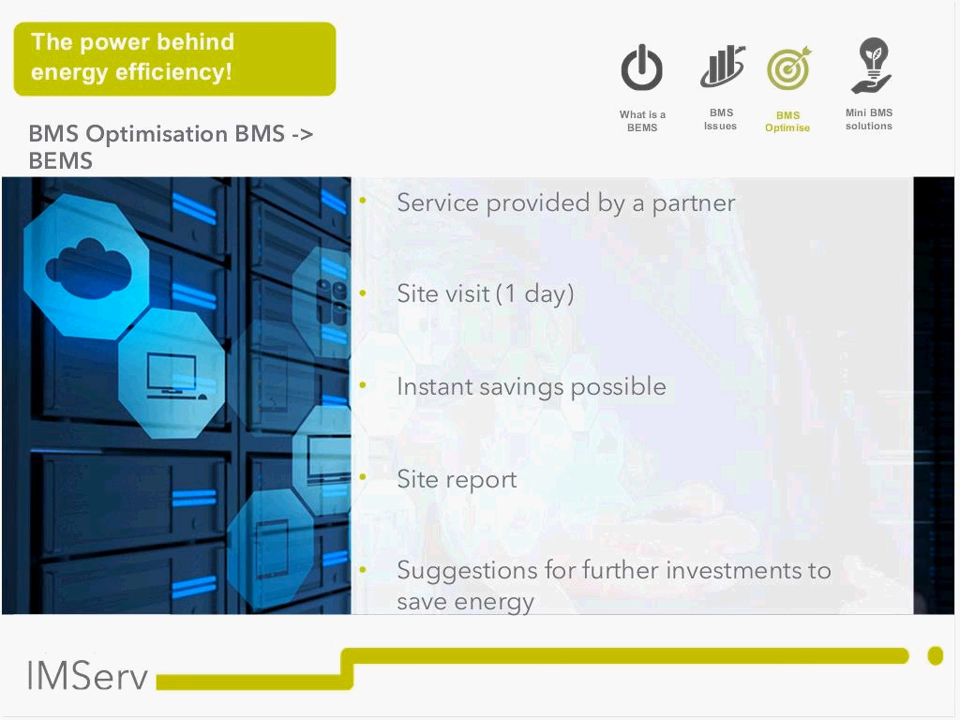 The power behind
energy efficiency!
What is a
BEMS
BMS
Issues
BMS
Optimise
Mini BMS
solutions
BMS Optimisation BMS ->
BEMS
• Service provided by a partner
• Site visit (1 day)
• Instant savings possible
• Site report
• Suggestions for further investments to
save energy
IMServ